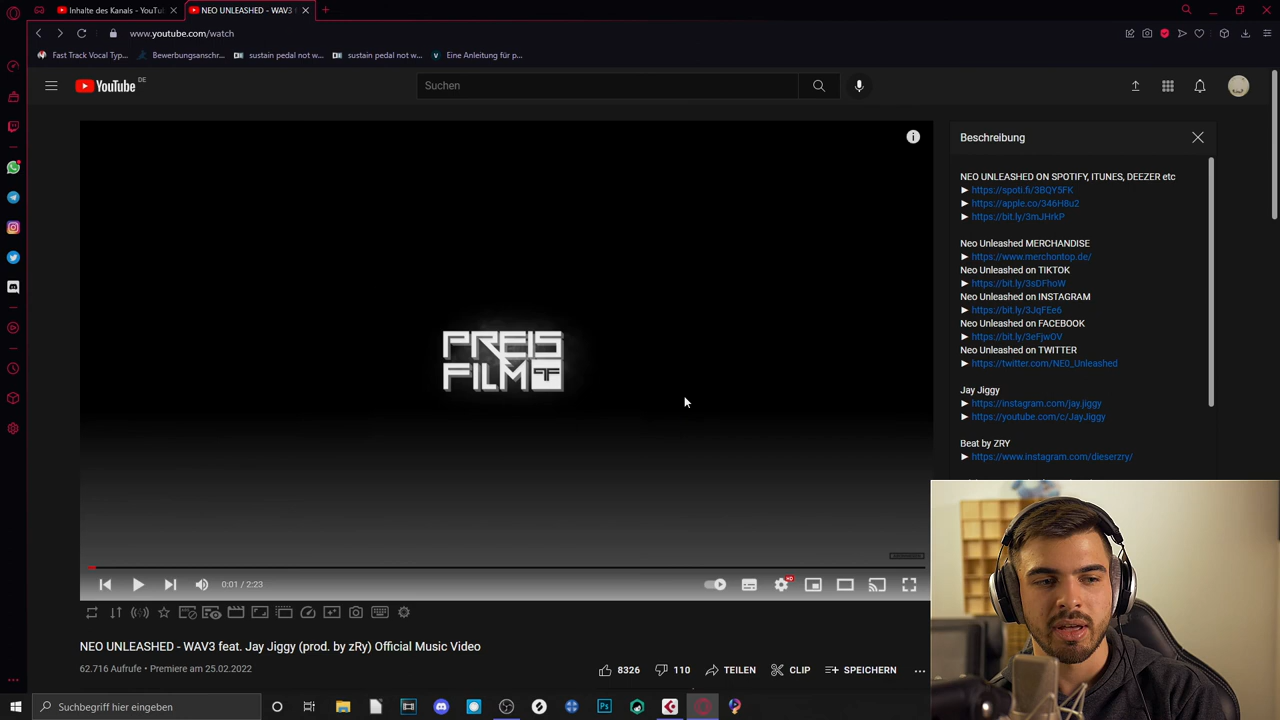 Inhalte des Kanals - YouTu
NEO UNLEASHED - WAV3 f
www.youtube.com/watch
Fast Track Vocal Typ...
Bewerbungsanschr...
sustain pedal not w...
sustain pedal not w...
Eine Anleitung für p...
YouTube DE
Suchen
PREIS
FILM
Beschreibung
NEO UNLEASHED ON SPOTIFY, ITUNES, DEEZER etc
► https://spoti.fi/3BQY5FK
► https://apple.co/346H8u2
► https://bit.ly/3mJHrkP
Neo Unleashed MERCHANDISE
► https://www.merchontop.de/
Neo Unleashed on TIKTOK
► https://bit.ly/3sDFhoW
Neo Unleashed on INSTAGRAM
► https://bit.ly/3JqFEe6
Neo Unleashed on FACEBOOK
► https://bit.ly/3eFjwOV
Neo Unleashed on TWITTER
► https://twitter.com/NE0_Unleashed
Jay Jiggy
► https://instagram.com/jay.jiggy
► https://youtube.com/c/JayJiggy
Beat by ZRY
► https://www.instagram.com/dieserzry/
0:01 / 2:23
HD
NEO UNLEASHED - WAV3 feat. Jay Jiggy (prod. by zRy) Official Music Video
62.716 Aufrufe • Premiere am 25.02.2022
8326
110
TEILEN
CLIP
SPEICHERN
Suchbegriff hier eingeben
Ps